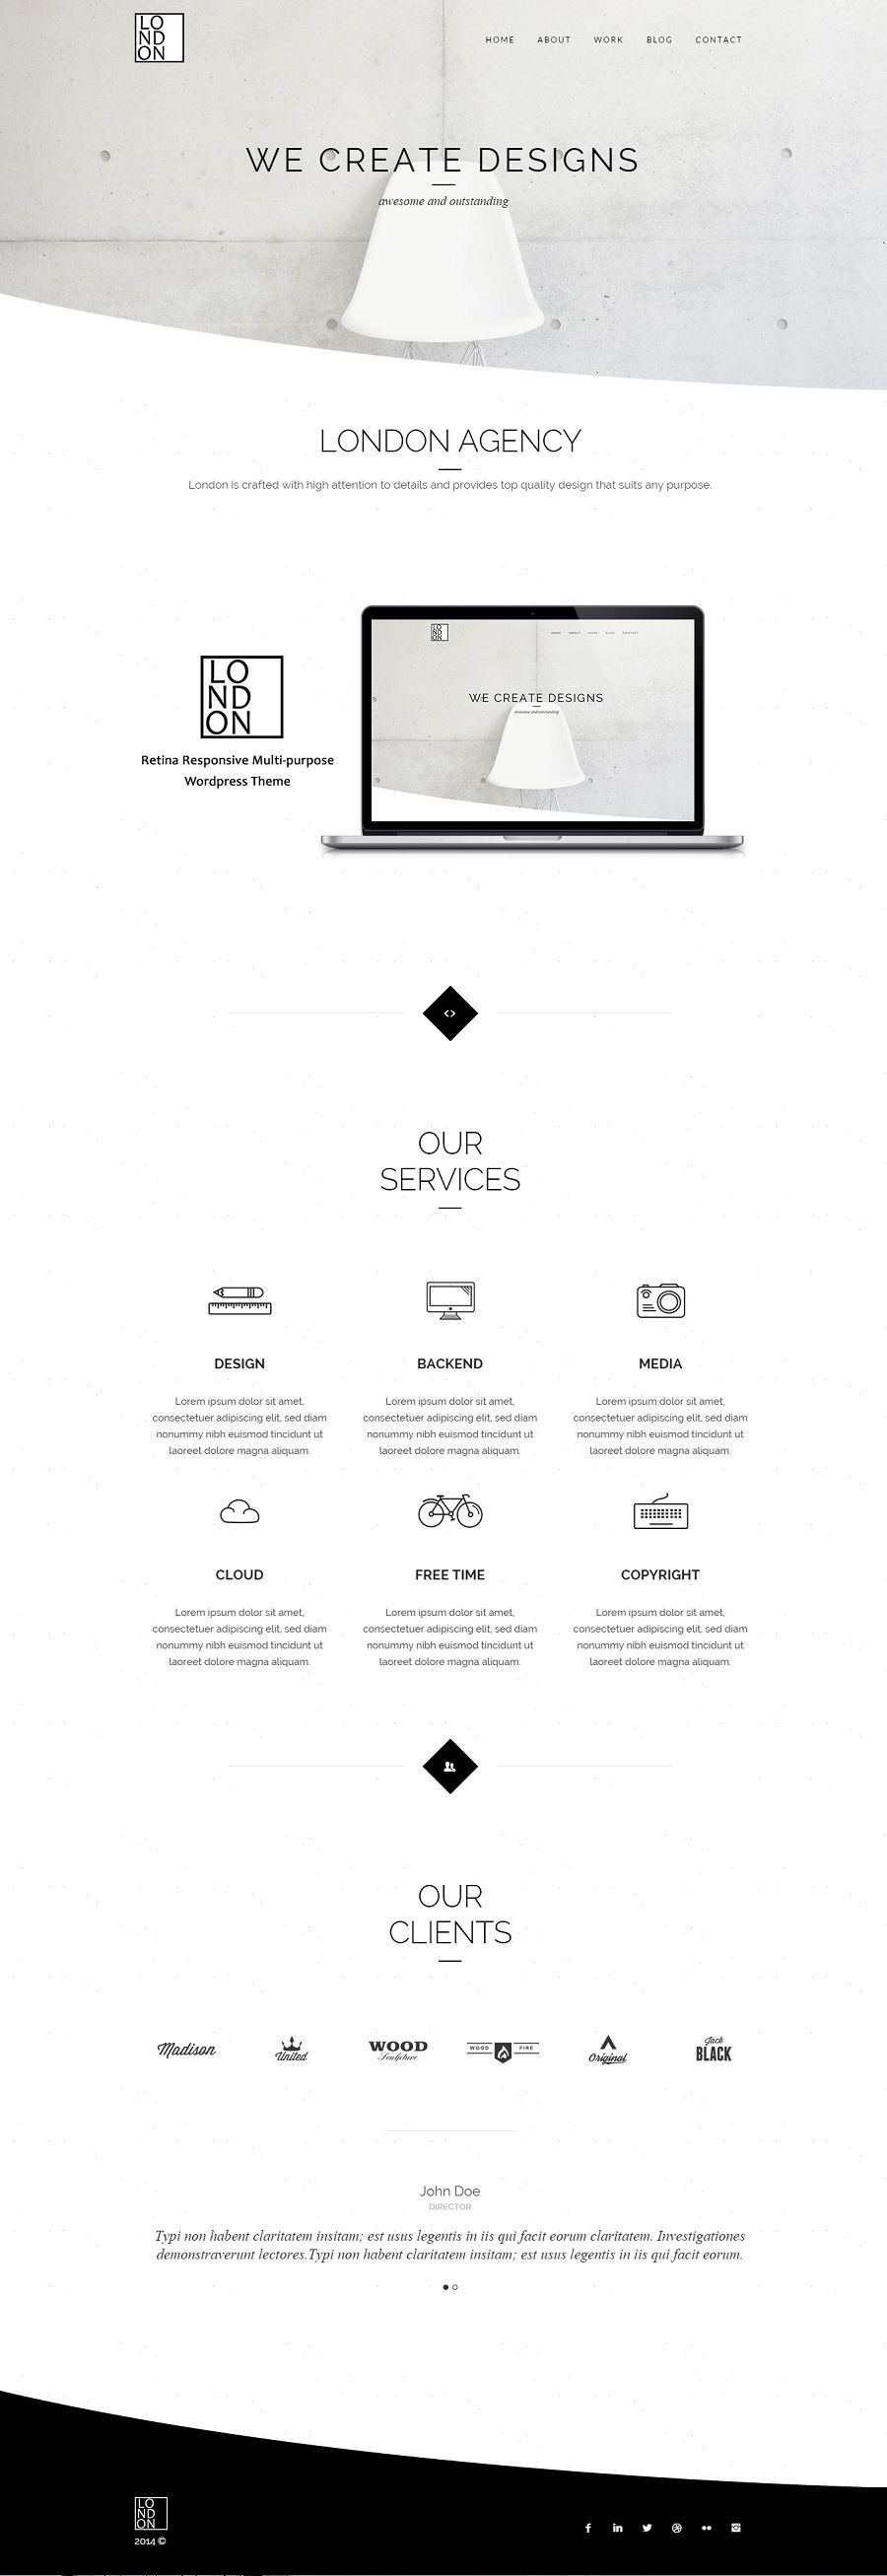 LO
ND
ON
HOME ABOUT WORK BLOG CONTACT
WE CREATE DESIGNS
awesome and outstanding
LONDON AGENCY
London is crafted with high attention to details and provides top quality design that suits any purpose.
LO
ND
ON
Retina Responsive Multi-purpose
Wordpress Theme
LO
ND
ON
HOME ABOUT WORK BLOG CONTACT
WE CREATE DESIGNS
awesome and outstanding
OUR
SERVICES
DESIGN
Lorem ipsum dolor sit amet,
consectetuer adipiscing elit, sed diam
nonummy nibh euismod tincidunt ut
laoreet dolore magna aliquam.
BACKEND
Lorem ipsum dolor sit amet,
consectetuer adipiscing elit, sed diam
nonummy nibh euismod tincidunt ut
laoreet dolore magna aliquam.
MEDIA
Lorem ipsum dolor sit amet,
consectetuer adipiscing elit, sed diam
nonummy nibh euismod tincidunt ut
laoreet dolore magna aliquam.
CLOUD
Lorem ipsum dolor sit amet,
consectetuer adipiscing elit, sed diam
nonummy nibh euismod tincidunt ut
laoreet dolore magna aliquam.
FREE TIME
Lorem ipsum dolor sit amet,
consectetuer adipiscing elit, sed diam
nonummy nibh euismod tincidunt ut
laoreet dolore magna aliquam.
COPYRIGHT
Lorem ipsum dolor sit amet,
consectetuer adipiscing elit, sed diam
nonummy nibh euismod tincidunt ut
laoreet dolore magna aliquam.
OUR
CLIENTS
Madison
United
WOOD
Sculpture
WOOD FIRE
Original
Jack
BLACK
John Doe
DIRECTOR
Typi non habent claritatem insitam; est usus legentis in iis qui facit eorum claritatem. Investigationes
demonstraverunt lectores.Typi non habent claritatem insitam; est usus legentis in iis qui facit eorum.
LO
ND
ON
2014 ©